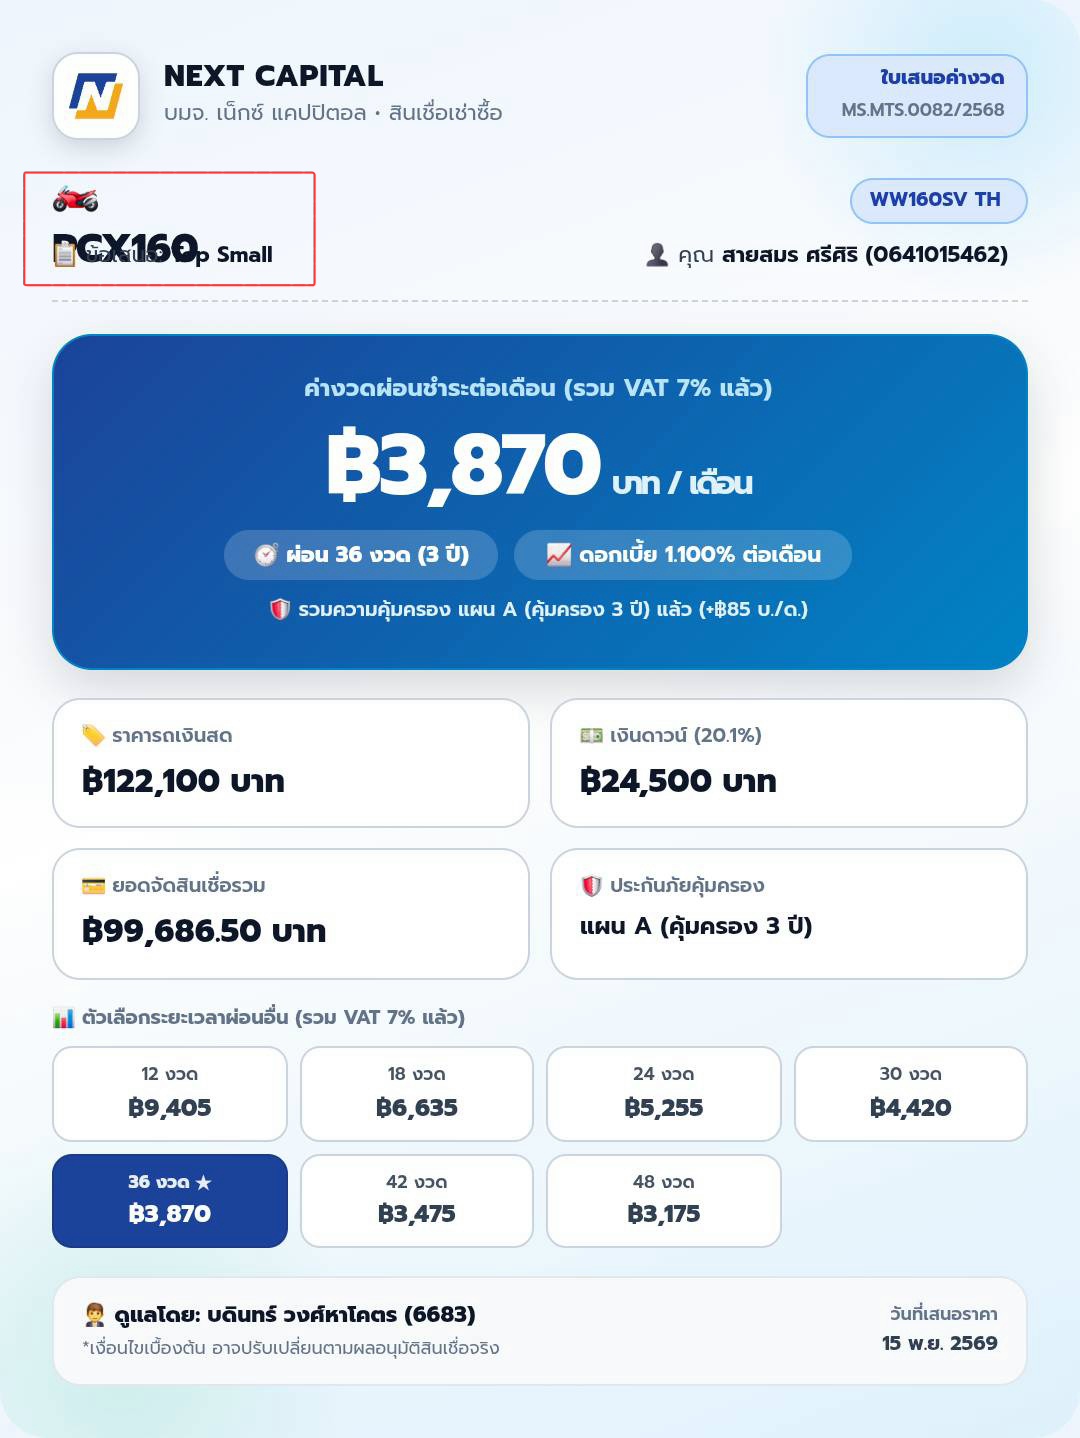 NEXT CAPITAL
บมจ. เน็กซ์ แคปปิตอล • สินเชื่อเช่าซื้อ
ใบเสนอค่างวด
MS.MTS.0082/2568
WW160SV TH
PCX160
ข้อเสนอ: Top Small
คุณ สายสมร ศรีศิริ (0641015462)
ค่างวดผ่อนชำระต่อเดือน (รวม VAT 7% แล้ว)
฿3,870 บาท / เดือน
ผ่อน 36 งวด (3 ปี)
ดอกเบี้ย 1.100% ต่อเดือน
รวมความคุ้มครอง แผน A (คุ้มครอง 3 ปี) แล้ว (+฿85 บ./ด.)
ราคารถเงินสด
฿122,100 บาท
เงินดาวน์ (20.1%)
฿24,500 บาท
ยอดจัดสินเชื่อรวม
฿99,686.50 บาท
ประกันภัยคุ้มครอง
แผน A (คุ้มครอง 3 ปี)
ตัวเลือกระยะเวลาผ่อนอื่น (รวม VAT 7% แล้ว)
12 งวด
฿9,405
18 งวด
฿6,635
24 งวด
฿5,255
30 งวด
฿4,420
36 งวด ★
฿3,870
42 งวด
฿3,475
48 งวด
฿3,175
ดูแลโดย: บดินทร์ วงศ์หาโคตร (6683)
*เงื่อนไขเบื้องต้น อาจปรับเปลี่ยนตามผลอนุมัติสินเชื่อจริง
วันที่เสนอราคา
15 พ.ย. 2569